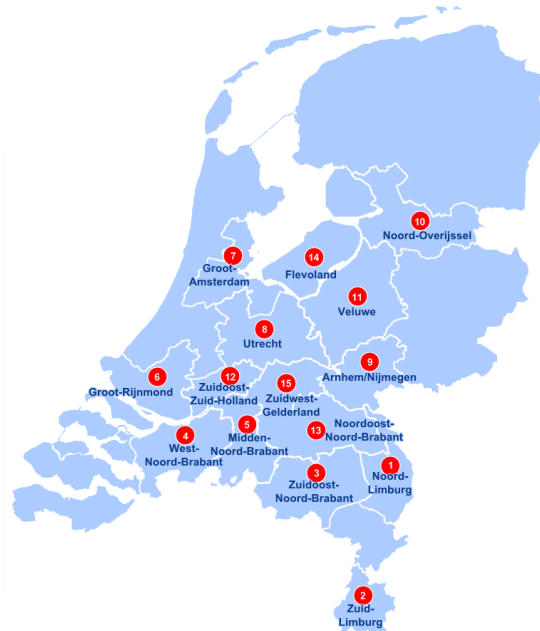 10
Noord-Overijssel
7
Groot-
Amsterdam
14
Flevoland
11
Veluwe
8
Utrecht
9
Arnhem/Nijmegen
6
Groot-Rijnmond
12
Zuidoost-
Zuid-Holland
15
Zuidwest-
Gelderland
4
West-
Noord-Brabant
5
Midden-
Noord-Brabant
13
Noordoost-
Noord-Brabant
3
Zuidoost-
Noord-Brabant
1
Noord-
Limburg
2
Zuid-
Limburg